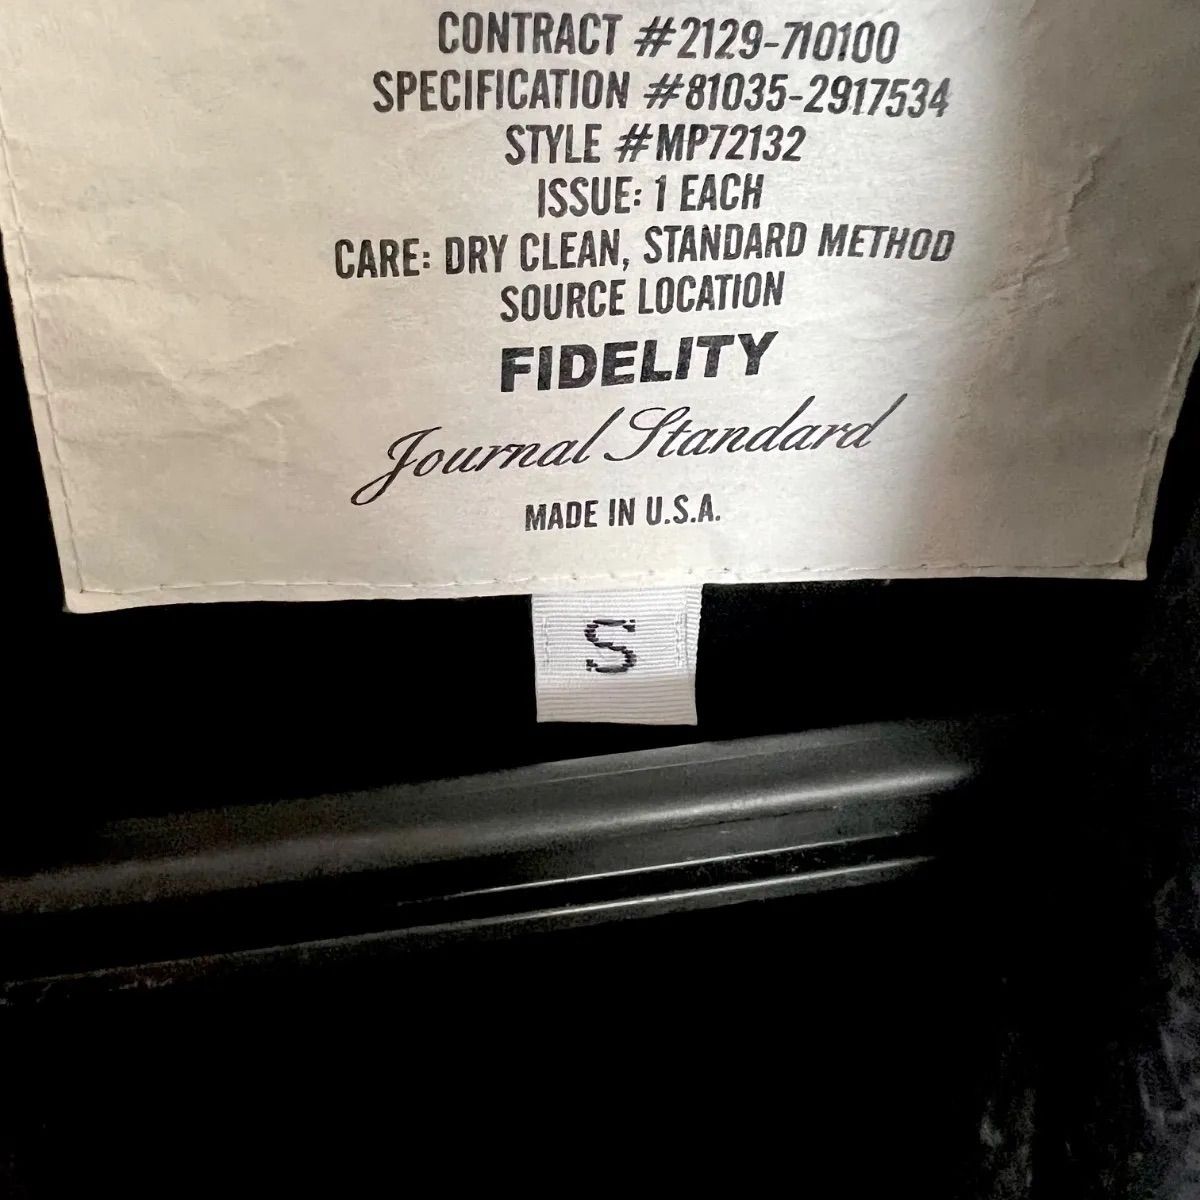 CONTRACT #2129-710100
SPECIFICATION #81035-2917534
STYLE #MP72132
ISSUE: 1 EACH
CARE: DRY CLEAN, STANDARD METHOD
SOURCE LOCATION
FIDELITY
Journal Standard
MADE IN U.S.A.
S